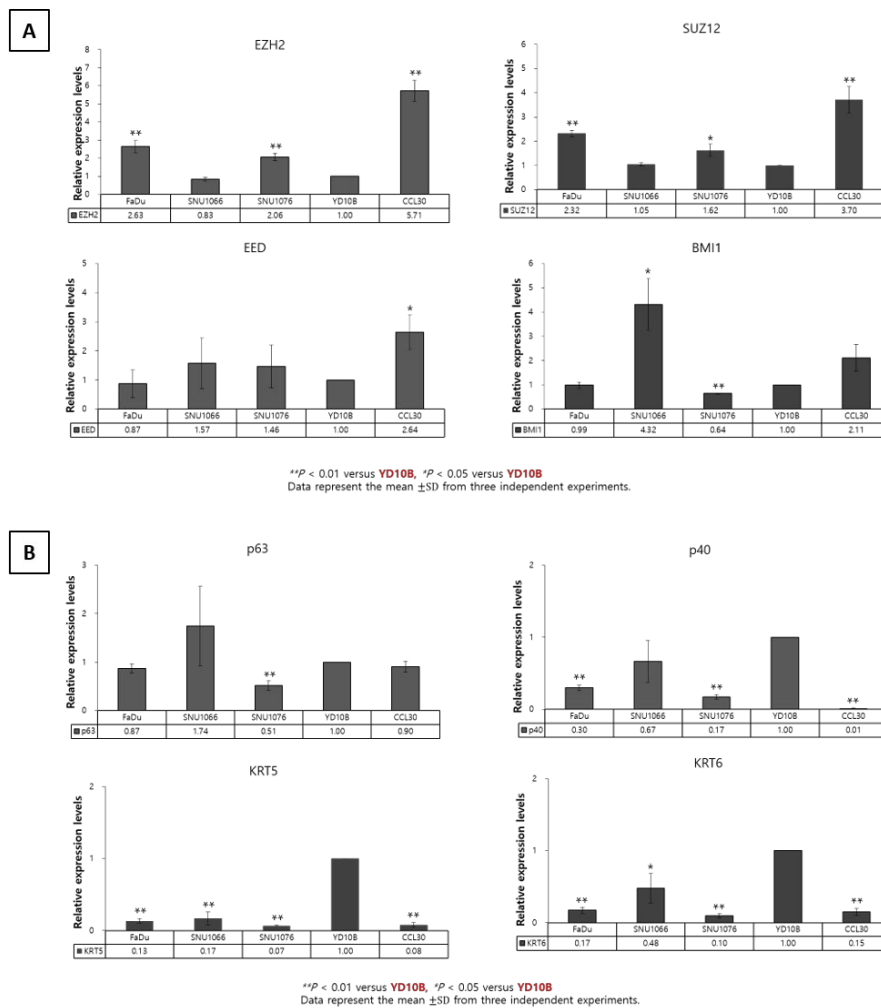 A
EZH2
Relative expression levels
8
7
6
5
4
3
2
1
0
** ** **
FaDu SNU1066 SNU1076 YD10B CCL30
EZH2 2.63 0.83 2.06 1.00 5.71
SUZ12
Relative expression levels
6
5
4
3
2
1
0
** * **
FaDu SNU1066 SNU1076 YD10B CCL30
SUZ12 2.32 1.05 1.62 1.00 3.70
EED
Relative expression levels
5
4
3
2
1
0
*
FaDu SNU1066 SNU1076 YD10B CCL30
EED 0.87 1.57 1.46 1.00 2.64
BMI1
Relative expression levels
6
5
4
3
2
1
0
* **
FaDu SNU1066 SNU1076 YD10B CCL30
BMI1 0.99 4.32 0.64 1.00 2.11
**P < 0.01 versus YD10B, *P < 0.05 versus YD10B
Data represent the mean ±SD from three independent experiments.
B
p63
Relative expression levels
3
2
1
0
**
FaDu SNU1066 SNU1076 YD10B CCL30
p63 0.87 1.74 0.51 1.00 0.90
p40
Relative expression levels
2
1
0
** ** **
FaDu SNU1066 SNU1076 YD10B CCL30
p40 0.30 0.67 0.17 1.00 0.01
KRT5
Relative expression levels
2
1
0
** ** ** **
FaDu SNU1066 SNU1076 YD10B CCL30
KRT5 0.13 0.17 0.07 1.00 0.08
KRT6
Relative expression levels
2
1
0
** * ** **
FaDu SNU1066 SNU1076 YD10B CCL30
KRT6 0.17 0.48 0.10 1.00 0.15
**P < 0.01 versus YD10B, *P < 0.05 versus YD10B
Data represent the mean ±SD from three independent experiments.